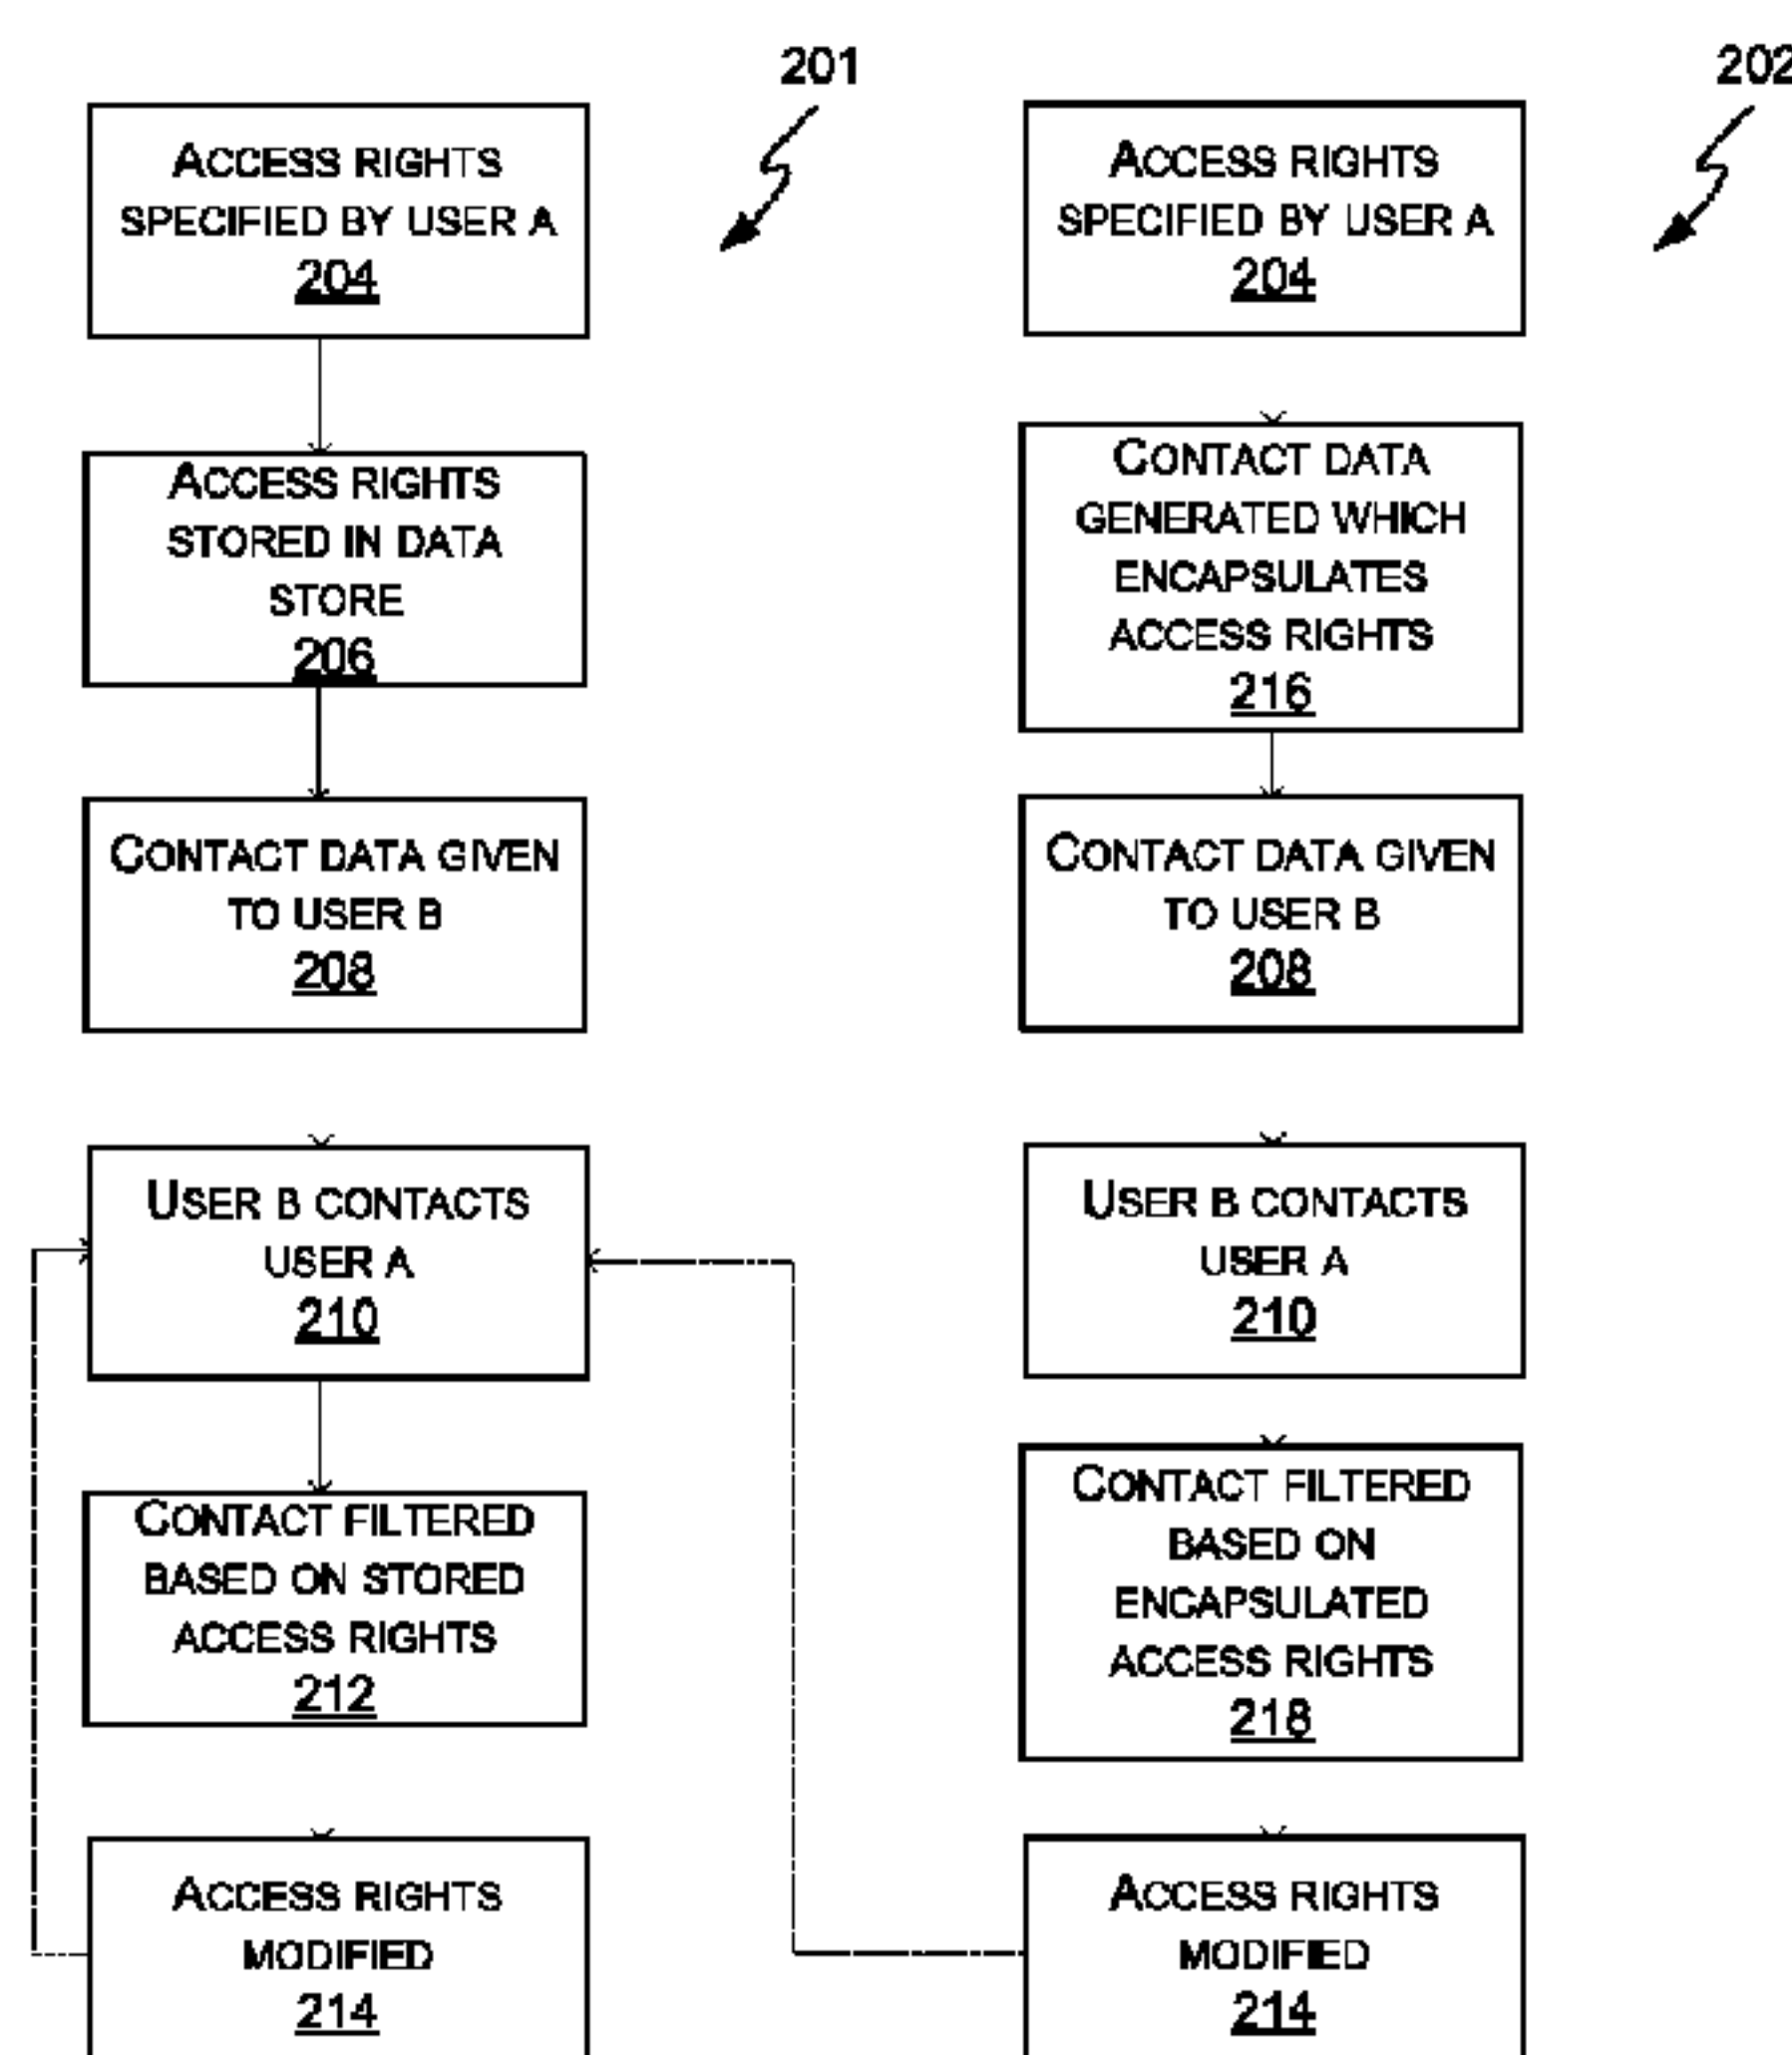 201
ACCESS RIGHTS
SPECIFIED BY USER A
204
ACCESS RIGHTS
STORED IN DATA
STORE
206
CONTACT DATA GIVEN
TO USER B
208
USER B CONTACTS
USER A
210
CONTACT FILTERED
BASED ON STORED
ACCESS RIGHTS
212
ACCESS RIGHTS
MODIFIED
214
202
ACCESS RIGHTS
SPECIFIED BY USER A
204
CONTACT DATA
GENERATED WHICH
ENCAPSULATES
ACCESS RIGHTS
216
CONTACT DATA GIVEN
TO USER B
208
USER B CONTACTS
USER A
210
CONTACT FILTERED
BASED ON
ENCAPSULATED
ACCESS RIGHTS
218
ACCESS RIGHTS
MODIFIED
214